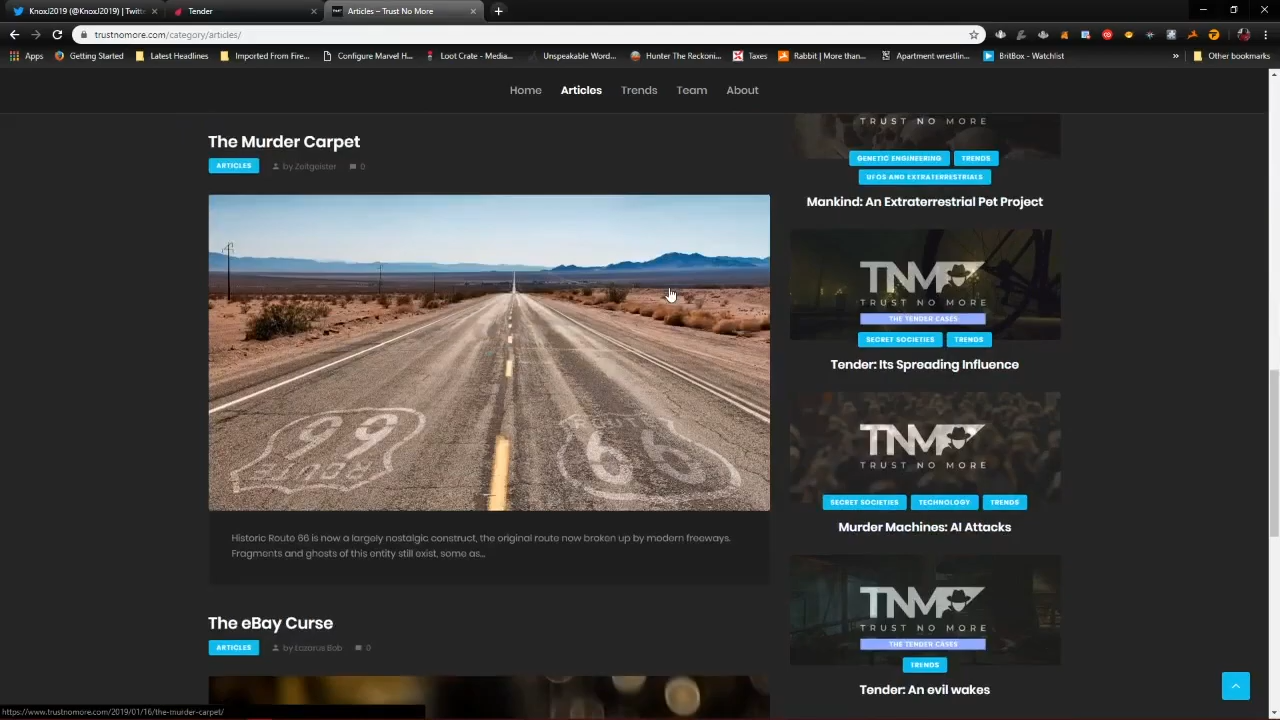 KnoxJ2019 (@KnoxJ2019) | Twitt
Tender
Articles – Trust No More
trustnomore.com/category/articles/
Apps
Getting Started
Latest Headlines
Imported From Fire...
Configure Marvel H...
Loot Crate - Media...
Unspeakable Word...
Hunter The Reckoni...
Taxes
Rabbit | More than...
Apartment wrestlin...
BritBox – Watchlist
»
Other bookmarks
Home
Articles
Trends
Team
About
The Murder Carpet
ARTICLES
by Zeitgeister
0
ROUTE
66
ROUTE
66
Historic Route 66 is now a largely nostalgic construct, the original route now broken up by modern freeways.
Fragments and ghosts of this entity still exist, some as...
The eBay Curse
ARTICLES
by Lazarus Bob
0
TRUST NO MORE
GENETIC ENGINEERING
TRENDS
UFOS AND EXTRATERRESTRIALS
Mankind: An Extraterrestrial Pet Project
TNM
TRUST NO MORE
THE TENDER CASES
SECRET SOCIETIES
TRENDS
Tender: Its Spreading Influence
TNM
TRUST NO MORE
SECRET SOCIETIES
TECHNOLOGY
TRENDS
Murder Machines: AI Attacks
TNM
TRUST NO MORE
THE TENDER CASES
TRENDS
Tender: An evil wakes
https://www.trustnomore.com/2019/01/16/the-murder-carpet/